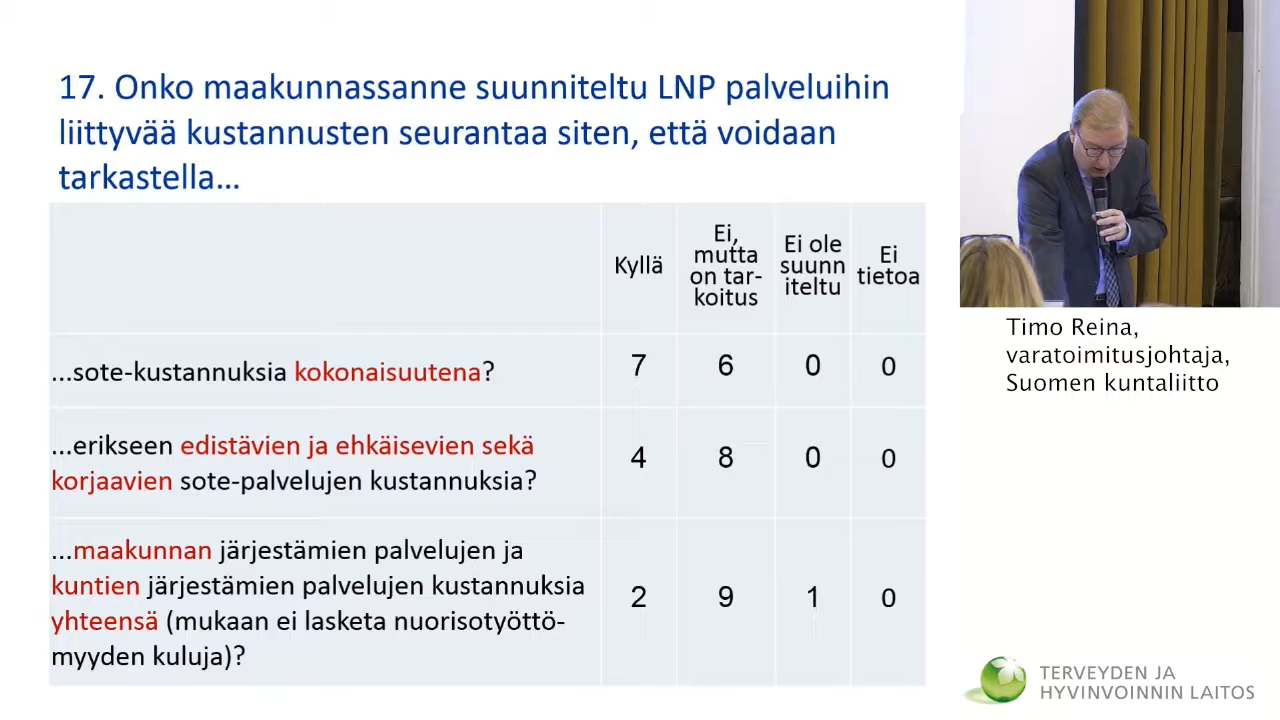 17. Onko maakunnassanne suunniteltu LNP palveluihin
liittyvää kustannusten seurantaa siten, että voidaan
tarkastella...
Kyllä
Ei,
mutta
on tar-
koitus
Ei ole
suunn
iteltu
Ei
tietoa
...sote-kustannuksia kokonaisuutena?
7 6 0 0
...erikseen edistävien ja ehkäisevien sekä
korjaavien sote-palvelujen kustannuksia?
4 8 0 0
...maakunnan järjestämien palvelujen ja
kuntien järjestämien palvelujen kustannuksia
yhteensä (mukaan ei lasketa nuorisotyöttö-
myyden kuluja)?
2 9 1 0
Timo Reina,
varatoimitusjohtaja,
Suomen kuntaliitto
TERVEYDEN JA
HYVINVOINNIN LAITOS